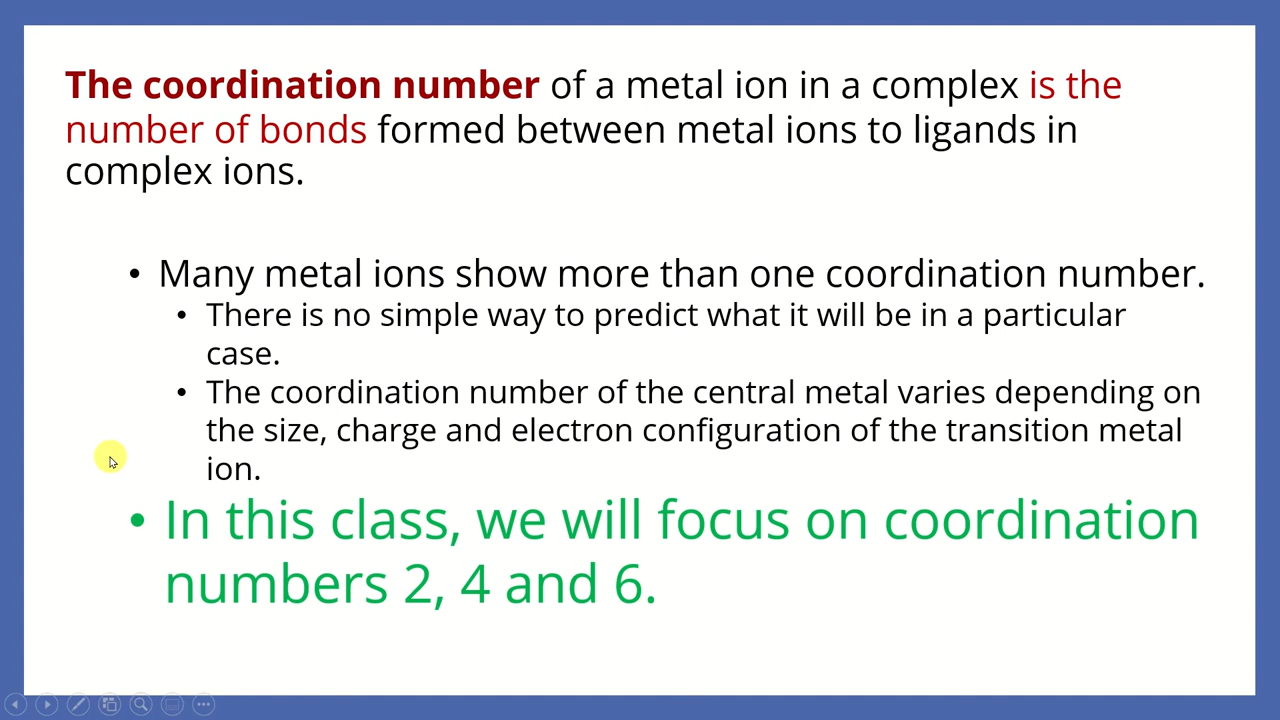 The coordination number of a metal ion in a complex is the
number of bonds formed between metal ions to ligands in
complex ions.
• Many metal ions show more than one coordination number.
• There is no simple way to predict what it will be in a particular
case.
• The coordination number of the central metal varies depending on
the size, charge and electron configuration of the transition metal
ion.
• In this class, we will focus on coordination
numbers 2, 4 and 6.